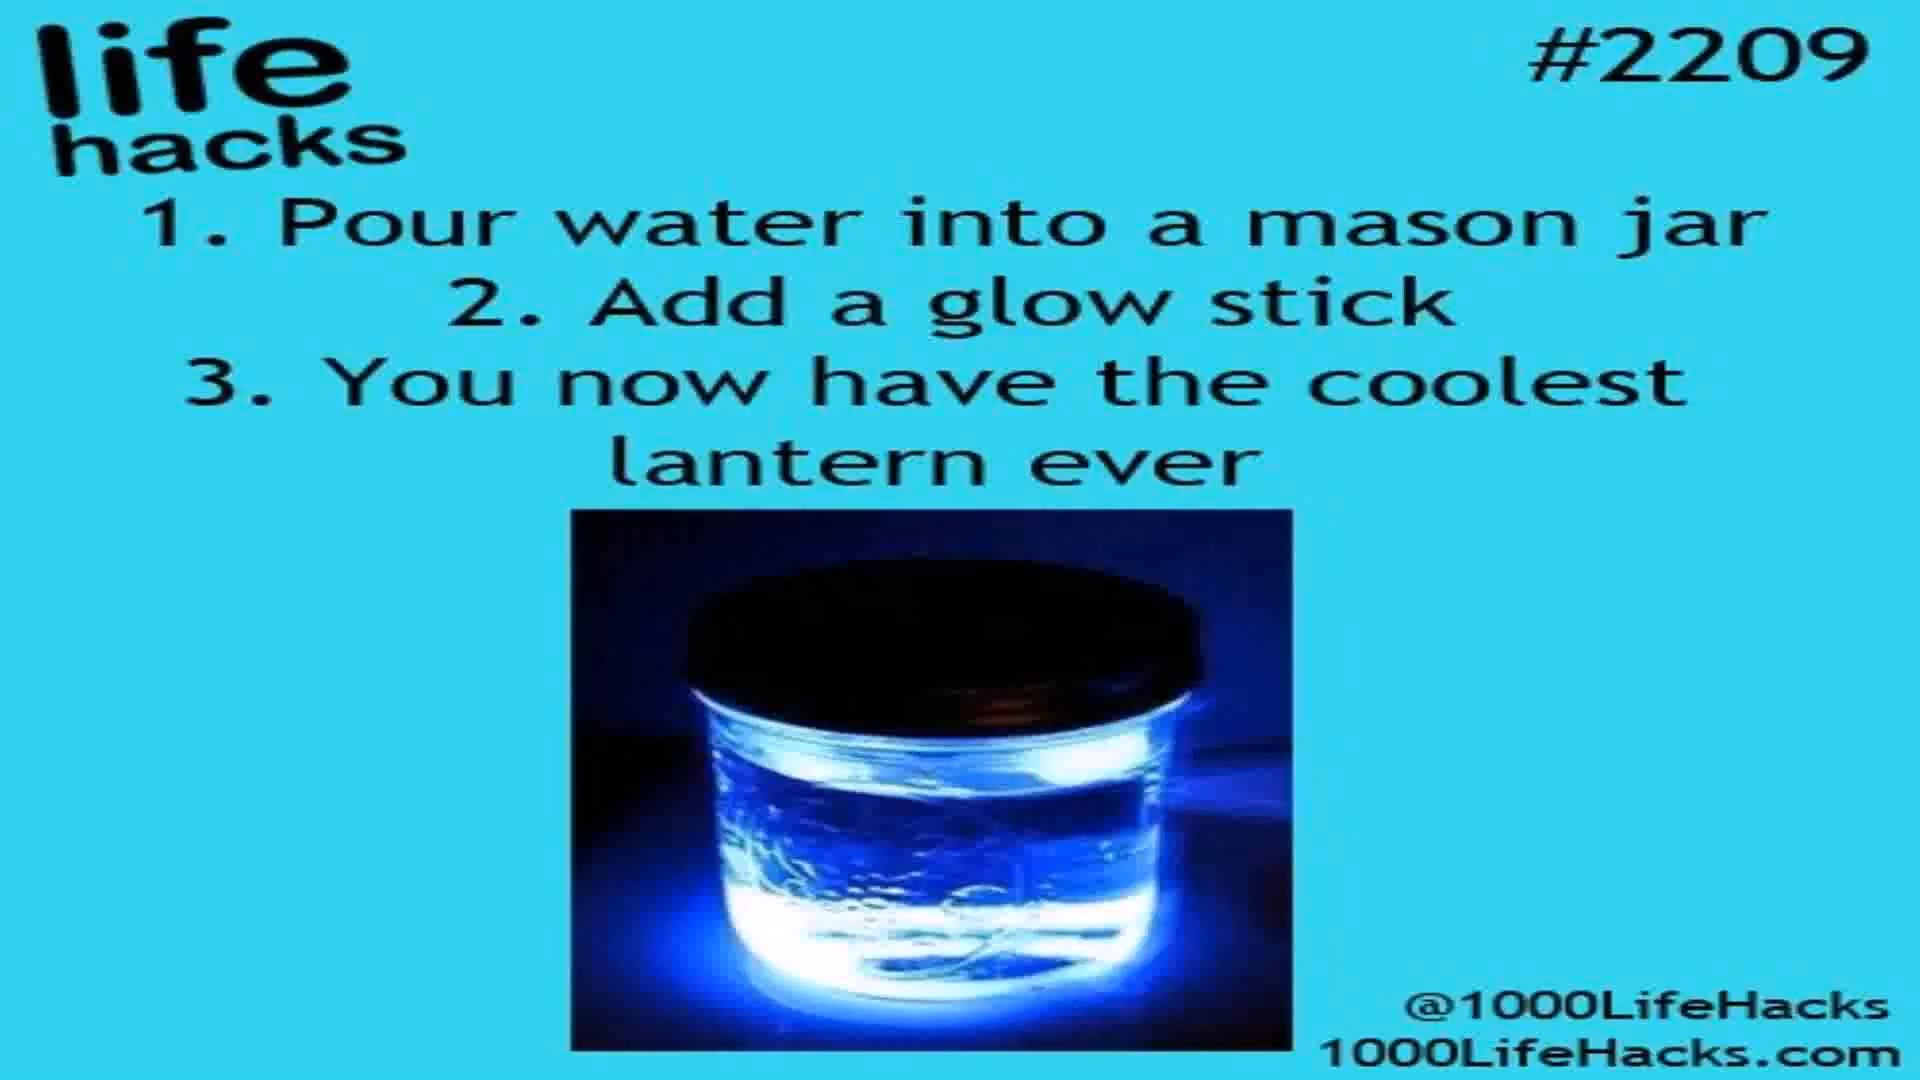 life
hacks
#2209
1. Pour water into a mason jar
2. Add a glow stick
3. You now have the coolest
lantern ever
@1000LifeHacks
1000LifeHacks.com